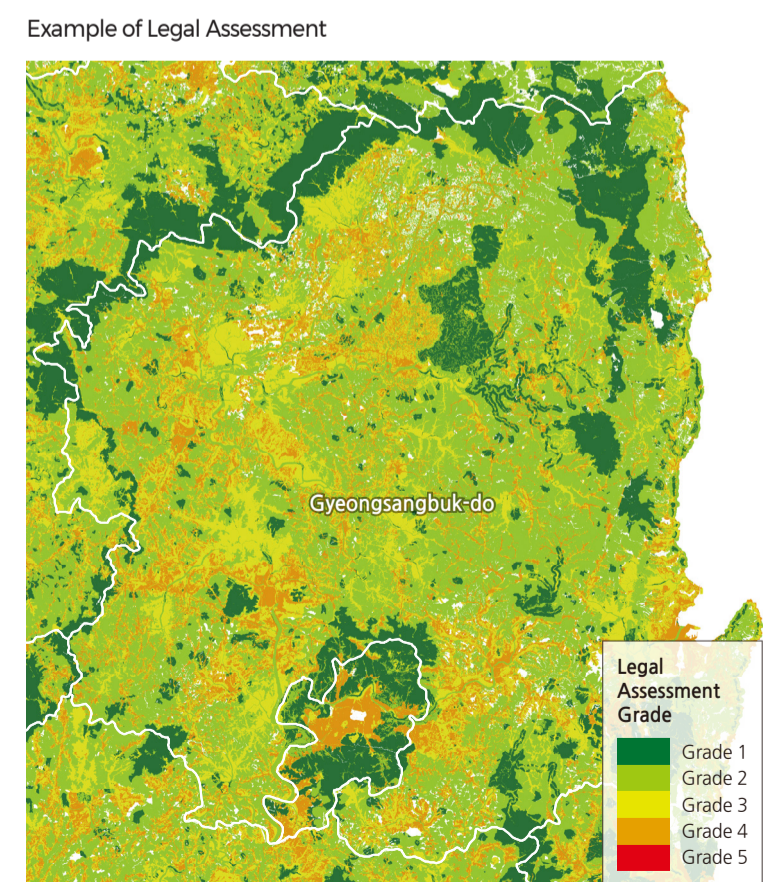 Example of Legal Assessment
Gyeongsangbuk-do
Legal
Assessment
Grade
Grade 1
Grade 2
Grade 3
Grade 4
Grade 5